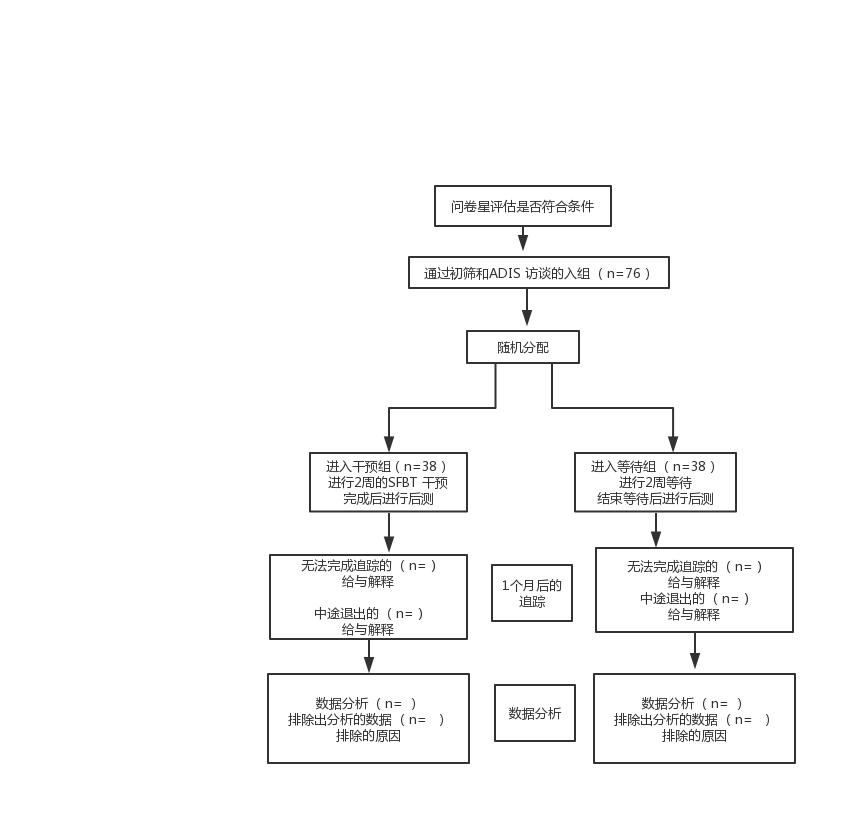 问卷星评估是否符合条件
通过初筛和ADIS 访谈的入组（n=76 ）
随机分配
进入干预组（n=38 ）
进行2周的SFBT 干预
完成后进行后测
进入等待组（n=38 ）
进行2周等待
结束等待后进行后测
无法完成追踪的（n= ）
给与解释
中途退出的（n= ）
给与解释
1个月后的
追踪
无法完成追踪的（n= ）
给与解释
中途退出的（n= ）
给与解释
数据分析（n=  ）
排除出分析的数据（n=   ）
排除的原因
数据分析
数据分析（n=  ）
排除出分析的数据（n=   ）
排除的原因